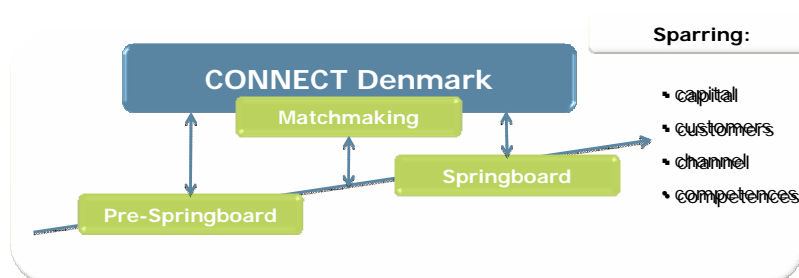 Sparring:
CONNECT Denmark
Matchmaking
Springboard
Pre-Springboard
• capital
• customers
• channel
• competences